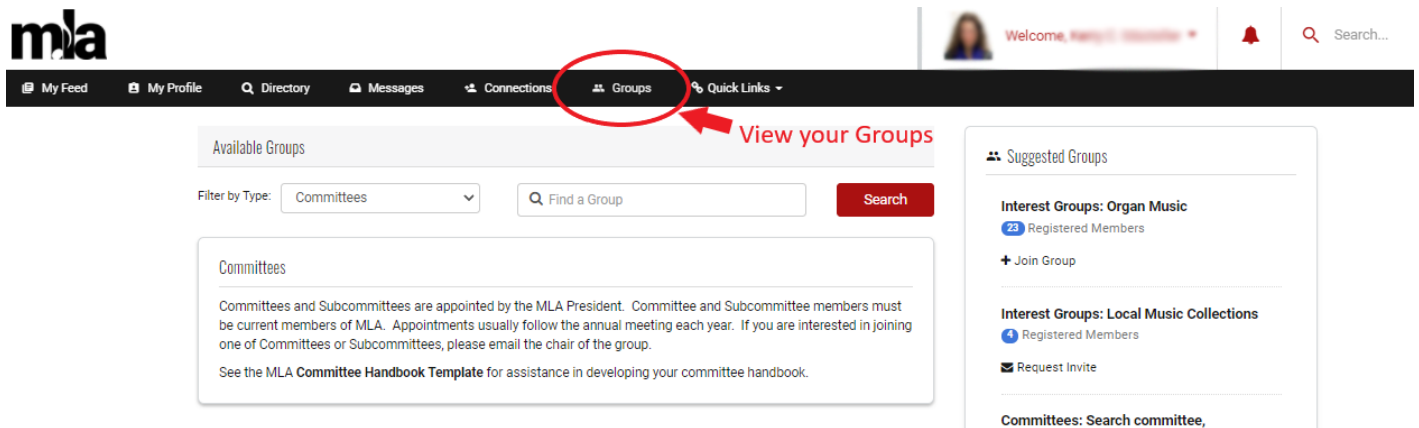 mla
Welcome,
Search...
My Feed
My Profile
Directory
Messages
Connections
Groups
Quick Links
View your Groups
Available Groups
Filter by Type:
Committees
Find a Group
Search
Committees
Committees and Subcommittees are appointed by the MLA President. Committee and Subcommittee members must
be current members of MLA. Appointments usually follow the annual meeting each year. If you are interested in joining
one of Committees or Subcommittees, please email the chair of the group.
See the MLA Committee Handbook Template for assistance in developing your committee handbook.
Suggested Groups
Interest Groups: Organ Music
23 Registered Members
Join Group
Interest Groups: Local Music Collections
4 Registered Members
Request Invite
Committees: Search committee,